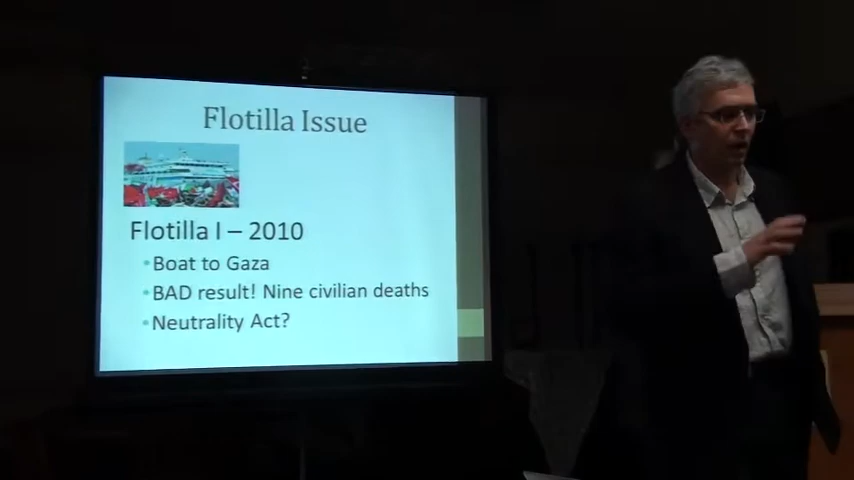 Flotilla Issue
Flotilla I – 2010
•Boat to Gaza
•BAD result! Nine civilian deaths
•Neutrality Act?